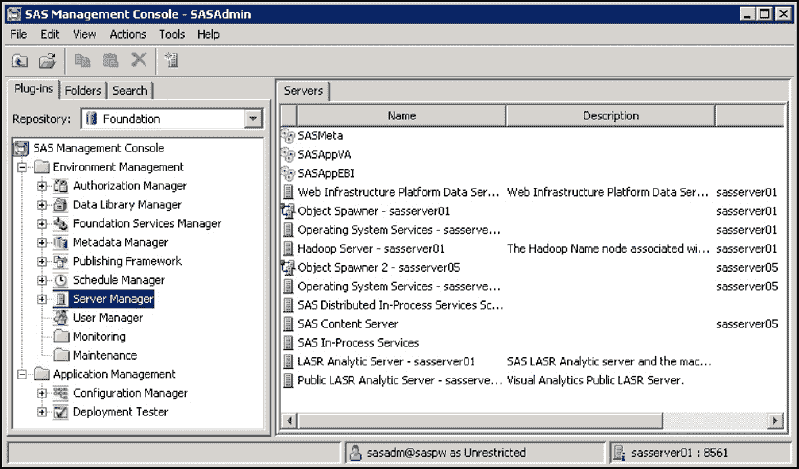 SAS Management Console - SASAdmin
File Edit View Actions Tools Help
Plug-ins Folders Search
Repository: Foundation
SAS Management Console
Environment Management
Authorization Manager
Data Library Manager
Foundation Services Manager
Metadata Manager
Publishing Framework
Schedule Manager
Server Manager
User Manager
Monitoring
Maintenance
Application Management
Configuration Manager
Deployment Tester
Servers
Name Description
SASMeta
SASAppVA
SASAppEBI
Web Infrastructure Platform Data Ser... Web Infrastructure Platform Data Ser... sasserver01
Object Spawner - sasserver01 sasserver01
Operating System Services - sasserve... sasserver01
Hadoop Server - sasserver01 The Hadoop Name node associated wi... sasserver01
Object Spawner 2 - sasserver05 sasserver05
Operating System Services - sasserve... sasserver05
SAS Distributed In-Process Services Sc...
SAS Content Server sasserver05
SAS In-Process Services
LASR Analytic Server - sasserver01 SAS LASR Analytic server and the mac...
Public LASR Analytic Server - sasserve... Visual Analytics Public LASR Server.
sasadm@saspw as Unrestricted sasserver01 : 8561